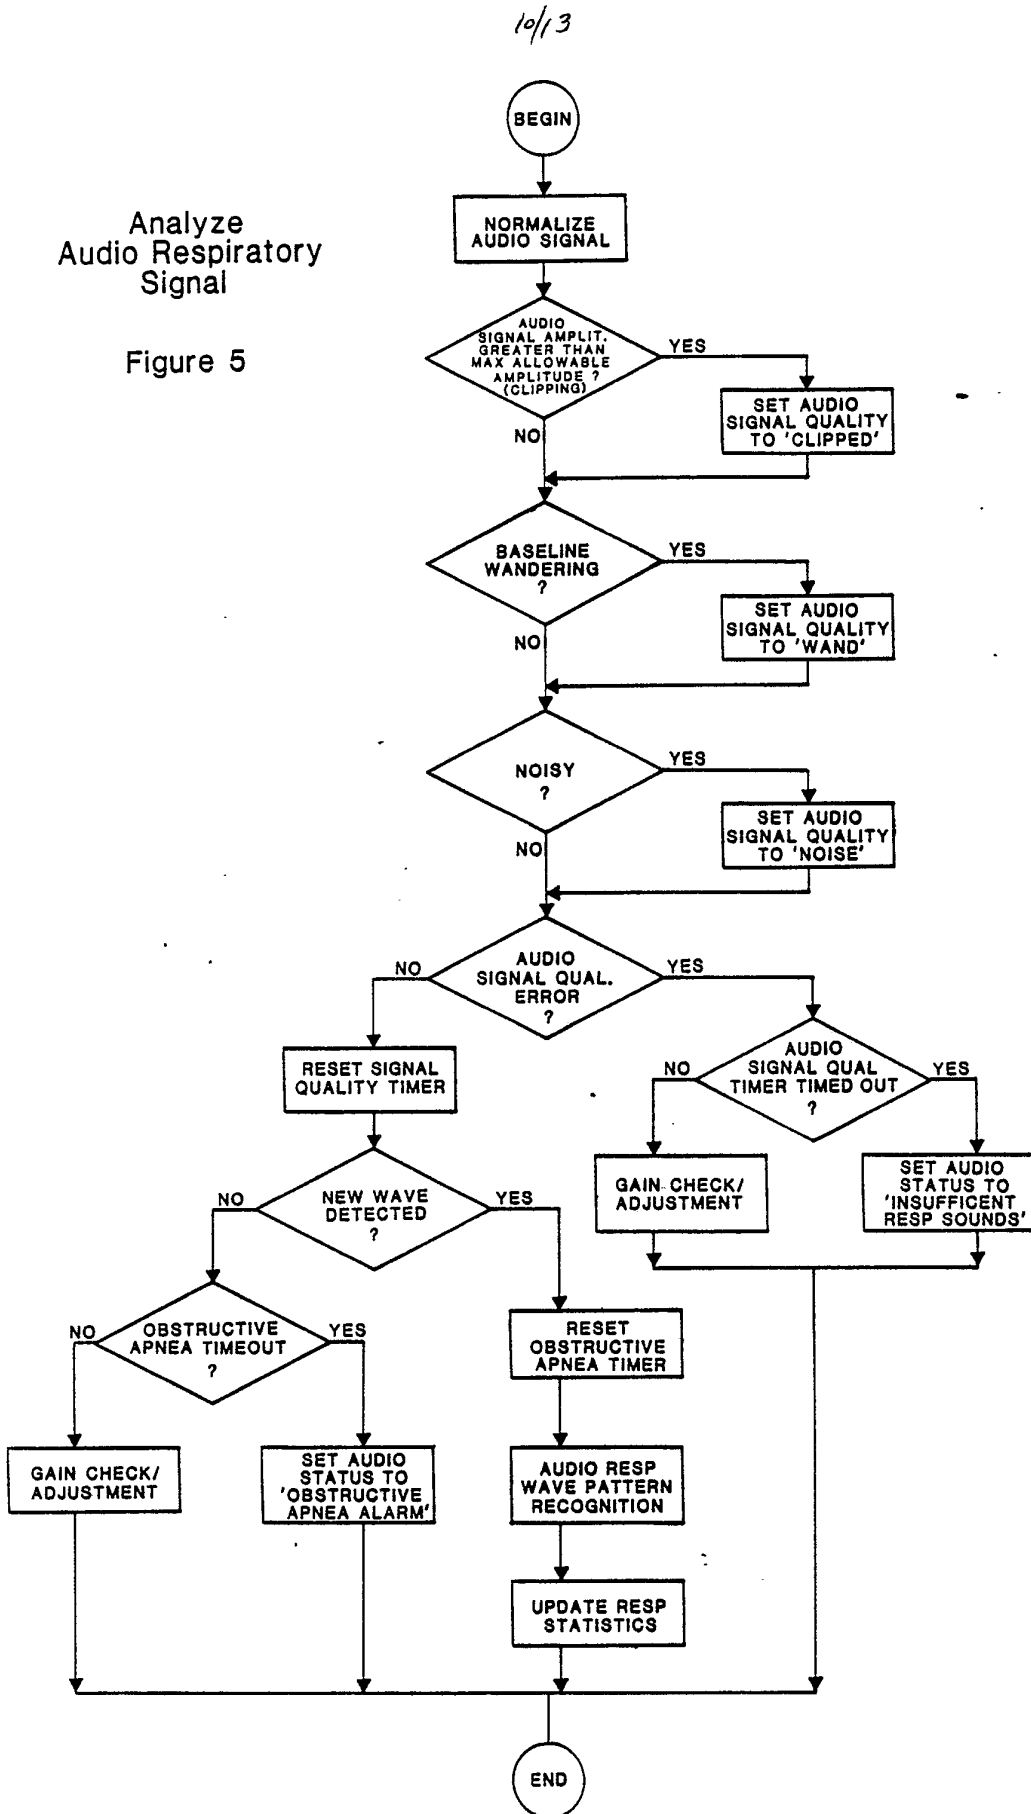 10/13
BEGIN
Analyze
Audio Respiratory
Signal
Figure 5
NORMALIZE
AUDIO SIGNAL
AUDIO
SIGNAL AMPLIT.
GREATER THAN
MAX ALLOWABLE
AMPLITUDE ?
(CLIPPING)
YES
NO
SET AUDIO
SIGNAL QUALITY
TO 'CLIPPED'
BASELINE
WANDERING
?
YES
NO
SET AUDIO
SIGNAL QUALITY
TO 'WAND'
NOISY
?
YES
NO
SET AUDIO
SIGNAL QUALITY
TO 'NOISE'
AUDIO
SIGNAL QUAL.
ERROR
?
NO
YES
RESET SIGNAL
QUALITY TIMER
AUDIO
SIGNAL QUAL
TIMER TIMED OUT
?
NO
YES
GAIN CHECK/
ADJUSTMENT
SET AUDIO
STATUS TO
'INSUFFICENT
RESP SOUNDS'
NEW WAVE
DETECTED
?
NO
YES
OBSTRUCTIVE
APNEA TIMEOUT
?
NO
YES
RESET
OBSTRUCTIVE
APNEA TIMER
GAIN CHECK/
ADJUSTMENT
SET AUDIO
STATUS TO
'OBSTRUCTIVE
APNEA ALARM'
AUDIO RESP
WAVE PATTERN
RECOGNITION
UPDATE RESP
STATISTICS
END